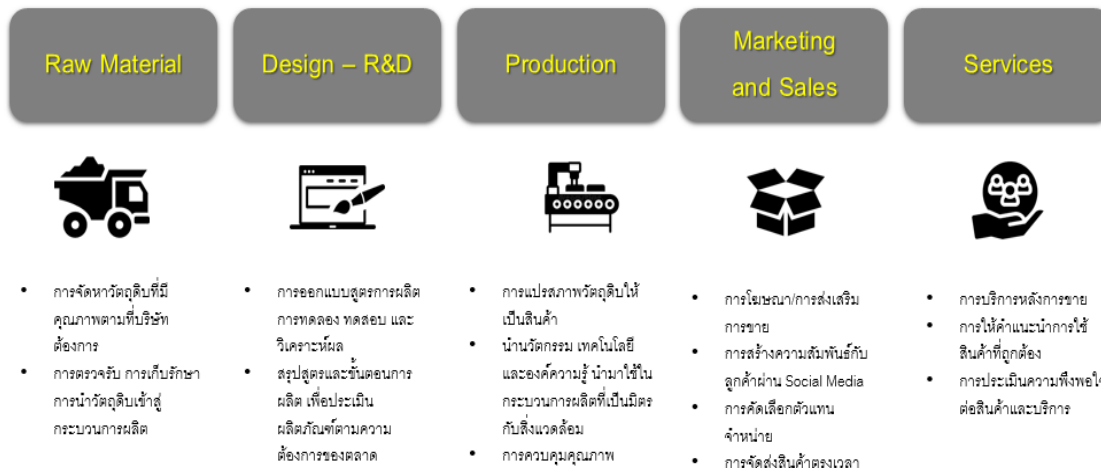 Raw Material
Design – R&D
Production
Marketing
and Sales
Services
• การจัดหาวัตถุดิบที่มี
คุณภาพตามที่บริษัท
ต้องการ
• การตรวจรับ การเก็บรักษา
การนำวัตถุดิบเข้าสู่
กระบวนการผลิต
• การออกแบบสูตรการผลิต
การทดลอง ทดสอบ และ
วิเคราะห์ผล
• สรุปสูตรและขั้นตอนการ
ผลิต เพื่อประเมิน
ผลิตภัณฑ์ตามความ
ต้องการของตลาด
• การแปรสภาพวัตถุดิบให้
เป็นสินค้า
• นำนวัตกรรม เทคโนโลยี
และองค์ความรู้ นำมาใช้ใน
กระบวนการผลิตที่เป็นมิตร
กับสิ่งแวดล้อม
• การควบคุมคุณภาพ
• การโฆษณา/การส่งเสริม
การขาย
• การสร้างความสัมพันธ์กับ
ลูกค้าผ่าน Social Media
• การคัดเลือกตัวแทน
จำหน่าย
• การจัดส่งสินค้าตรงเวลา
• การบริการหลังการขาย
• การให้คำแนะนำการใช้
สินค้าที่ถูกต้อง
• การประเมินความพึงพอใจ
ต่อสินค้าและบริการ